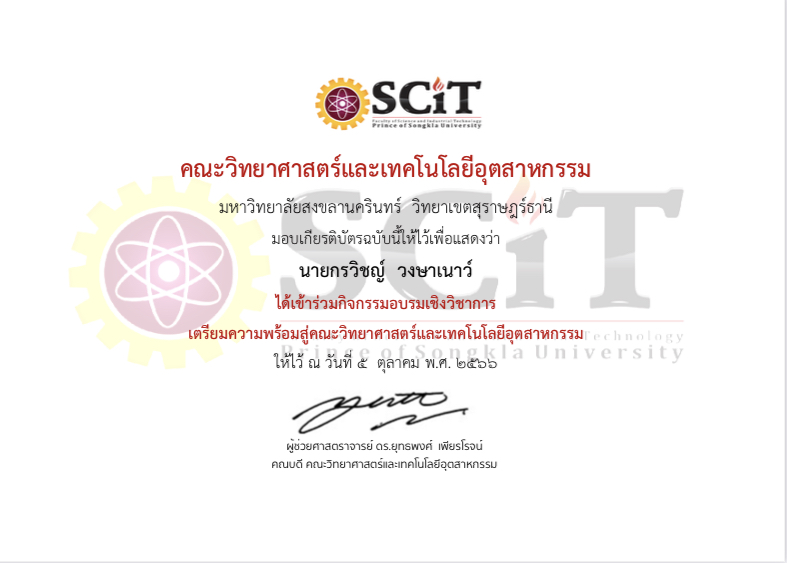 SCiT
Faculty of Science and Industrial Technology
Prince of Songkla University
คณะวิทยาศาสตร์และเทคโนโลยีอุตสาหกรรม
มหาวิทยาลัยสงขลานครินทร์ วิทยาเขตสุราษฎร์ธานี
มอบเกียรติบัตรฉบับนี้ให้ไว้เพื่อแสดงว่า
นายกรวิชญ์ วงษาเนาว์
ได้เข้าร่วมกิจกรรมอบรมเชิงวิชาการ
เตรียมความพร้อมสู่คณะวิทยาศาสตร์และเทคโนโลยีอุตสาหกรรม
ให้ไว้ ณ วันที่ ๕ ตุลาคม พ.ศ. ๒๕๖๖
SCiT
Technology
Prince of Songkla University
ผู้ช่วยศาสตราจารย์ ดร.ยุทธพงศ์ เพียรโรจน์
คณบดี คณะวิทยาศาสตร์และเทคโนโลยีอุตสาหกรรม